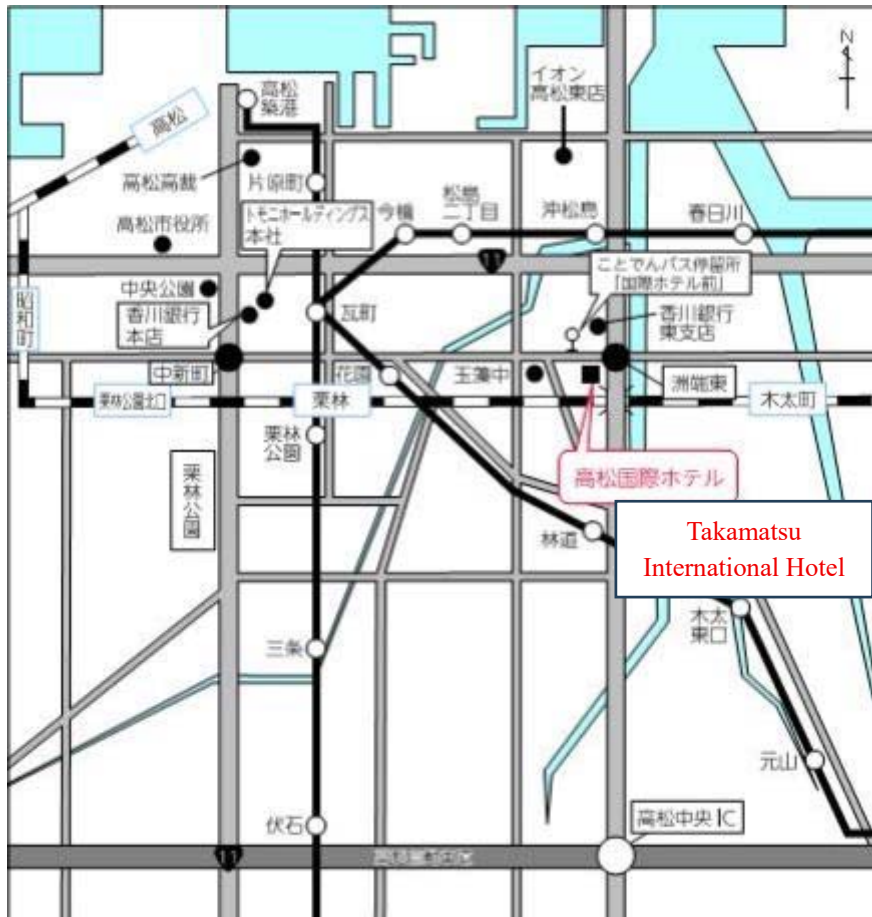 N
イオン
高松東店
高松
築港
高松
高松高裁
片原町
トモニホールディングス
本社
今橋
松島
二丁目
沖松島
春日川
高松市役所
11
ことでんバス停留所
「国際ホテル前」
中央公園
昭和町
香川銀行
本店
瓦町
香川銀行
東支店
中新町
花園
玉藻中
洲端東
栗林公園北口
栗林
木太町
栗林
公園
栗林公園
高松国際ホテル
Takamatsu
International Hotel
林道
木太
東口
三条
元山
伏石
高松中央IC
11